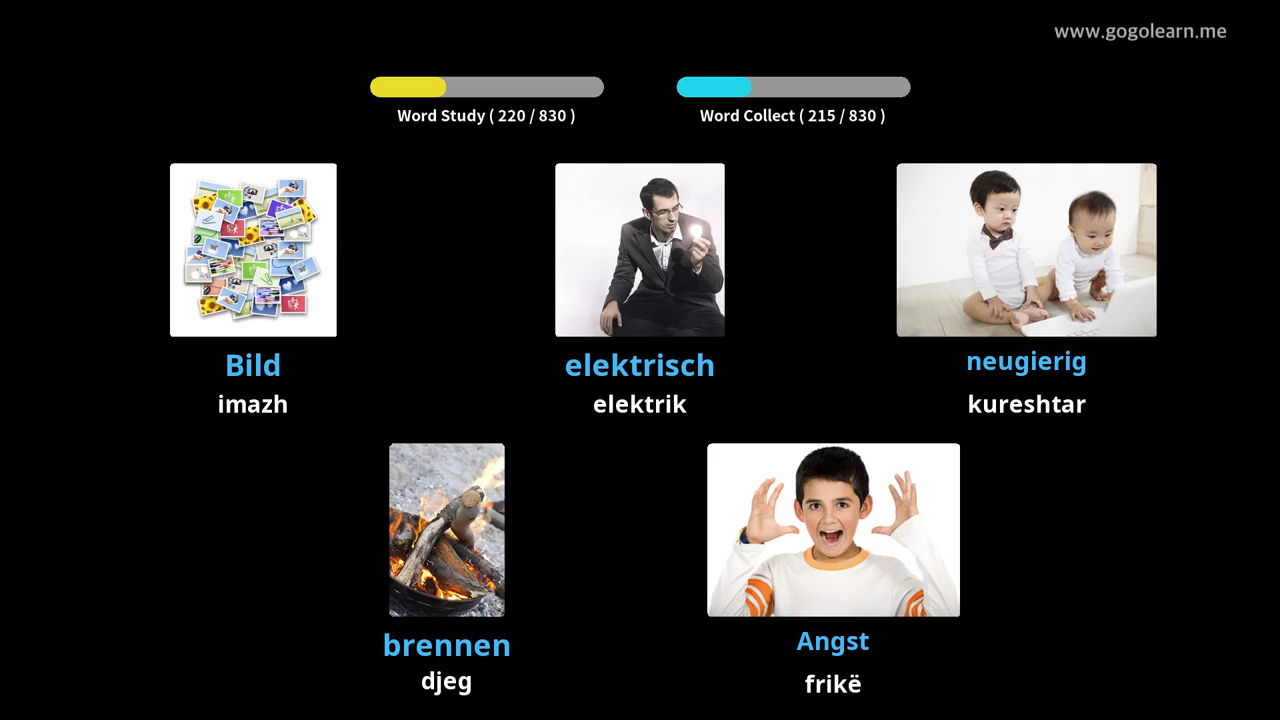 www.gogolearn.me
Word Study ( 220 / 830 )
Word Collect ( 215 / 830 )
Bild
imazh
elektrisch
elektrik
neugierig
kureshtar
brennen
djeg
Angst
frikë